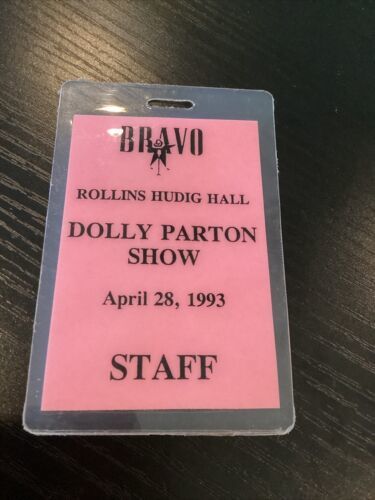 BRAVO
ROLLINS HUDIG HALL
DOLLY PARTON
SHOW
April 28, 1993
STAFF